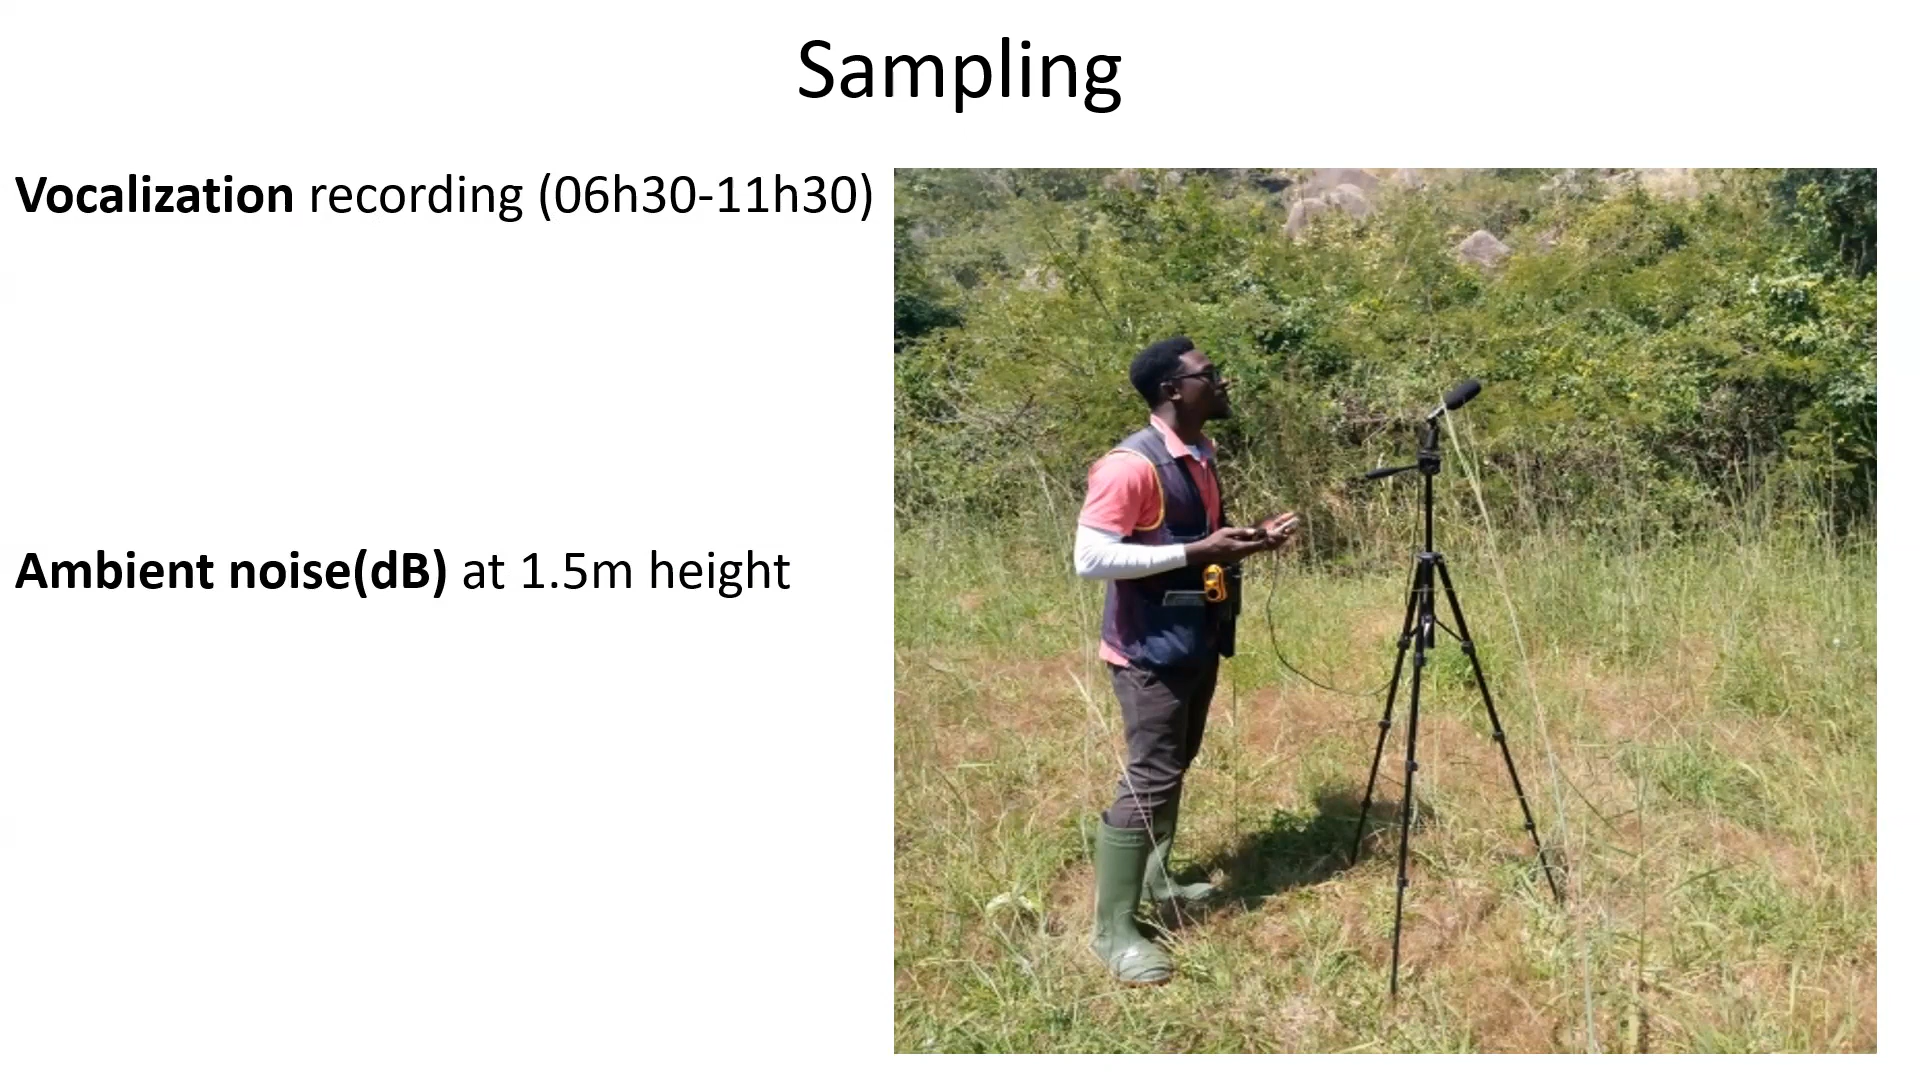 Sampling
Vocalization recording (06h30-11h30)
Ambient noise(dB) at 1.5m height